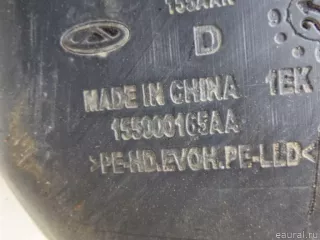 D
MADE IN CHINA 1EK
155000165AA
>PE-HD.EVOH.PE-LLD<
© eaural.ru